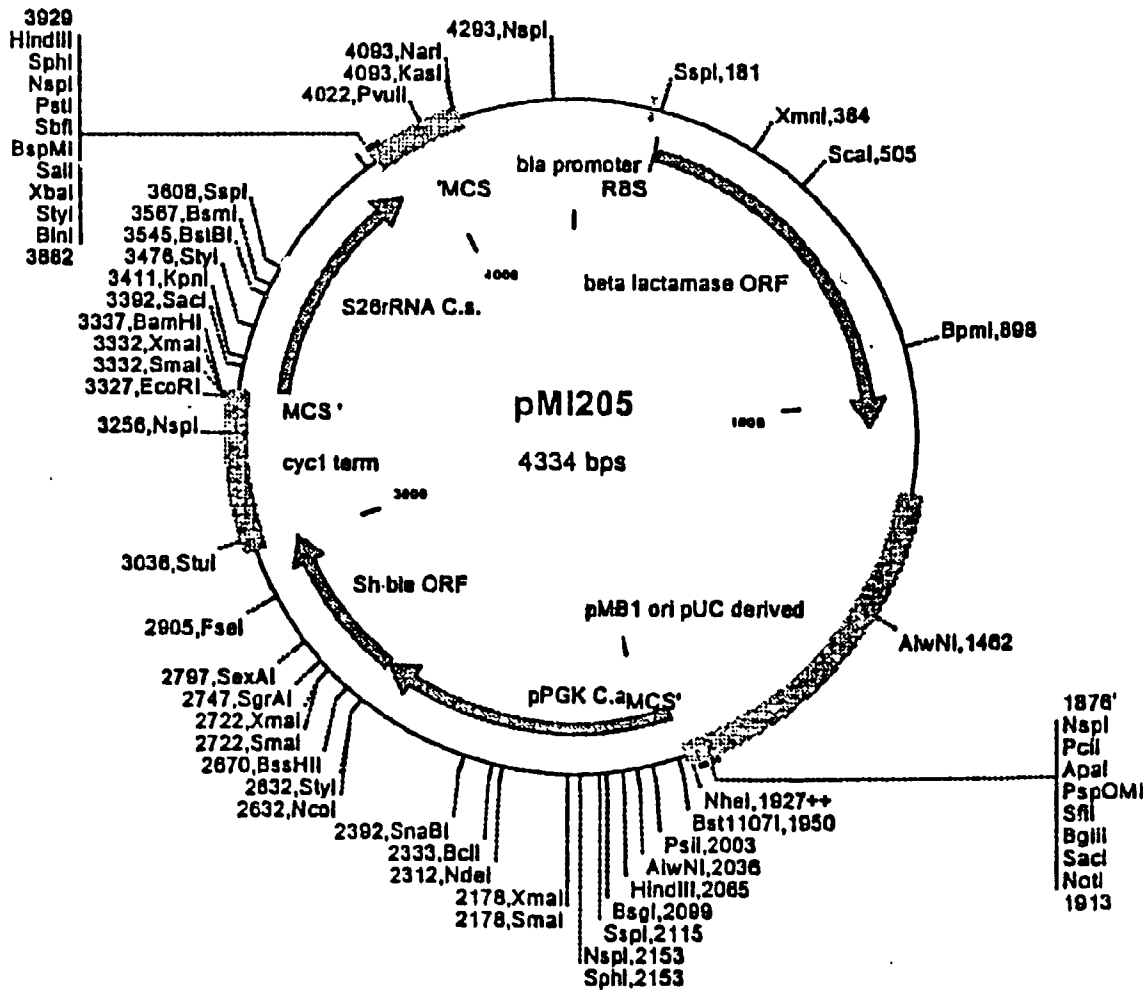 3929
HindIII
SphI
NspI
PstI
SbfI
BspMI
SalI
XbaI
StyI
BlnI
3882
4293,NspI
4093,NarI
4093,KasI
4022,PvuII
SspI,181
XmnI,384
ScaI,505
BpmI,898
bla promoter
RBS
'MCS
4000
beta lactamase ORF
3608,SspI
3567,BsmI
3545,BstBI
3476,StyI
3411,KpnI
3392,SacI
3337,BamHI
3332,XmaI
3332,SmaI
3327,EcoRI
3256,NspI
S26rRNA C.s.
MCS'
cyc1 term
pMI205
4334 bps
1000
3000
3036,StuI
Sh-ble ORF
2905,FseI
2797,SexAI
2747,SgrAI
2722,XmaI
2722,SmaI
2670,BssHII
2632,StyI
2632,NcoI
2392,SnaBI
2333,BclI
2312,NdeI
2178,XmaI
2178,SmaI
pMB1 ori pUC derived
pPGK C.a
MCS'
AlwNI,1462
NheI,1927++
Bst1107I,1950
PsiI,2003
AlwNI,2036
HindIII,2065
BsgI,2099
SspI,2115
NspI,2153
SphI,2153
1876'
NspI
PciI
ApaI
PspOMI
SfiI
BglII
SacI
NotI
1913